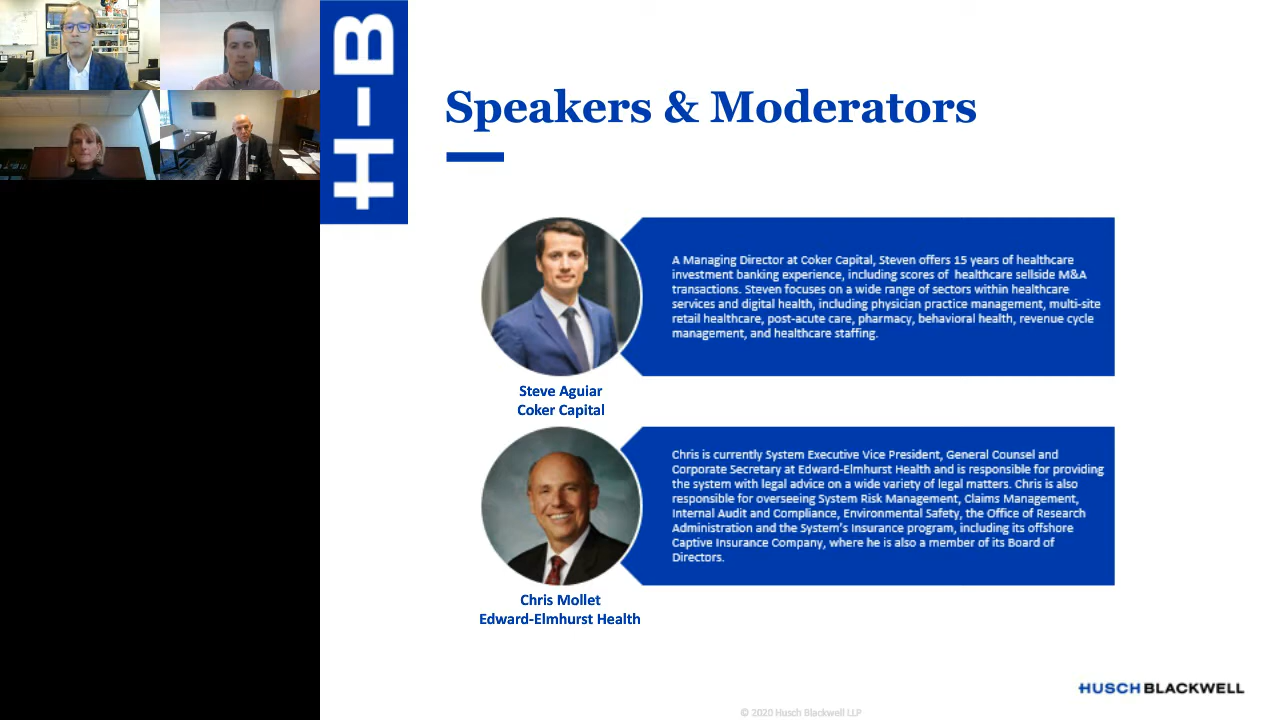 H-B
Speakers & Moderators
A Managing Director at Coker Capital, Steven offers 15 years of healthcare
investment banking experience, including scores of healthcare sellside M&A
transactions. Steven focuses on a wide range of sectors within healthcare
services and digital health, including physician practice management, multi-site
retail healthcare, post-acute care, pharmacy, behavioral health, revenue cycle
management, and healthcare staffing.
Steve Aguiar
Coker Capital
Chris is currently System Executive Vice President, General Counsel and
Corporate Secretary at Edward-Elmhurst Health and is responsible for providing
the system with legal advice on a wide variety of legal matters. Chris is also
responsible for overseeing System Risk Management, Claims Management,
Internal Audit and Compliance, Environmental Safety, the Office of Research
Administration and the System's Insurance program, including its offshore
Captive Insurance Company, where he is also a member of its Board of
Directors.
Chris Mollet
Edward-Elmhurst Health
HUSCH BLACKWELL
© 2020 Husch Blackwell LLP